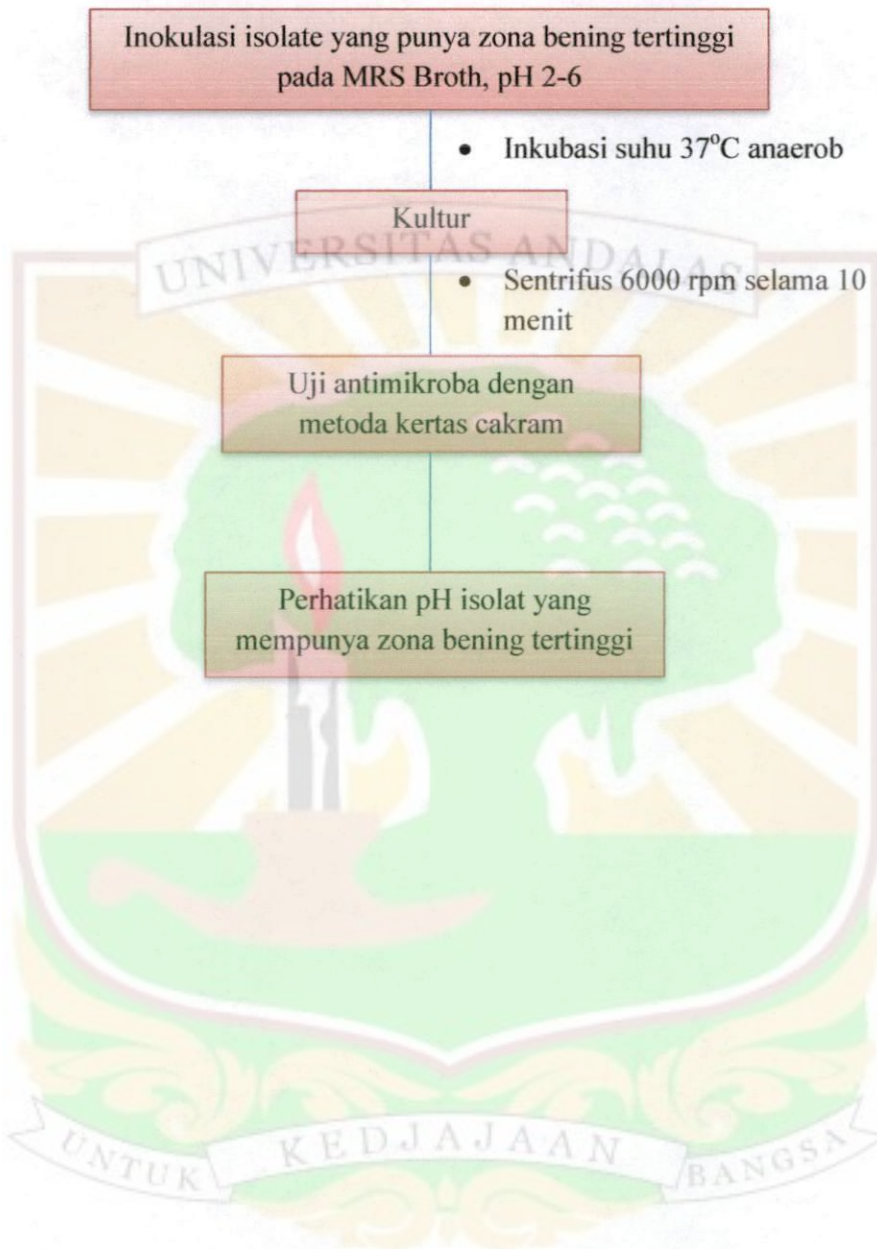 Inokulasi isolate yang punya zona bening tertinggi
pada MRS Broth, pH 2-6
• Inkubasi suhu 37°C anaerob
Kultur
UNIVERSITAS ANDALAS
• Sentrifus 6000 rpm selama 10
menit
Uji antimikroba dengan
metoda kertas cakram
Perhatikan pH isolat yang
mempunya zona bening tertinggi
UNTUK KEDJAJAAN BANGSA